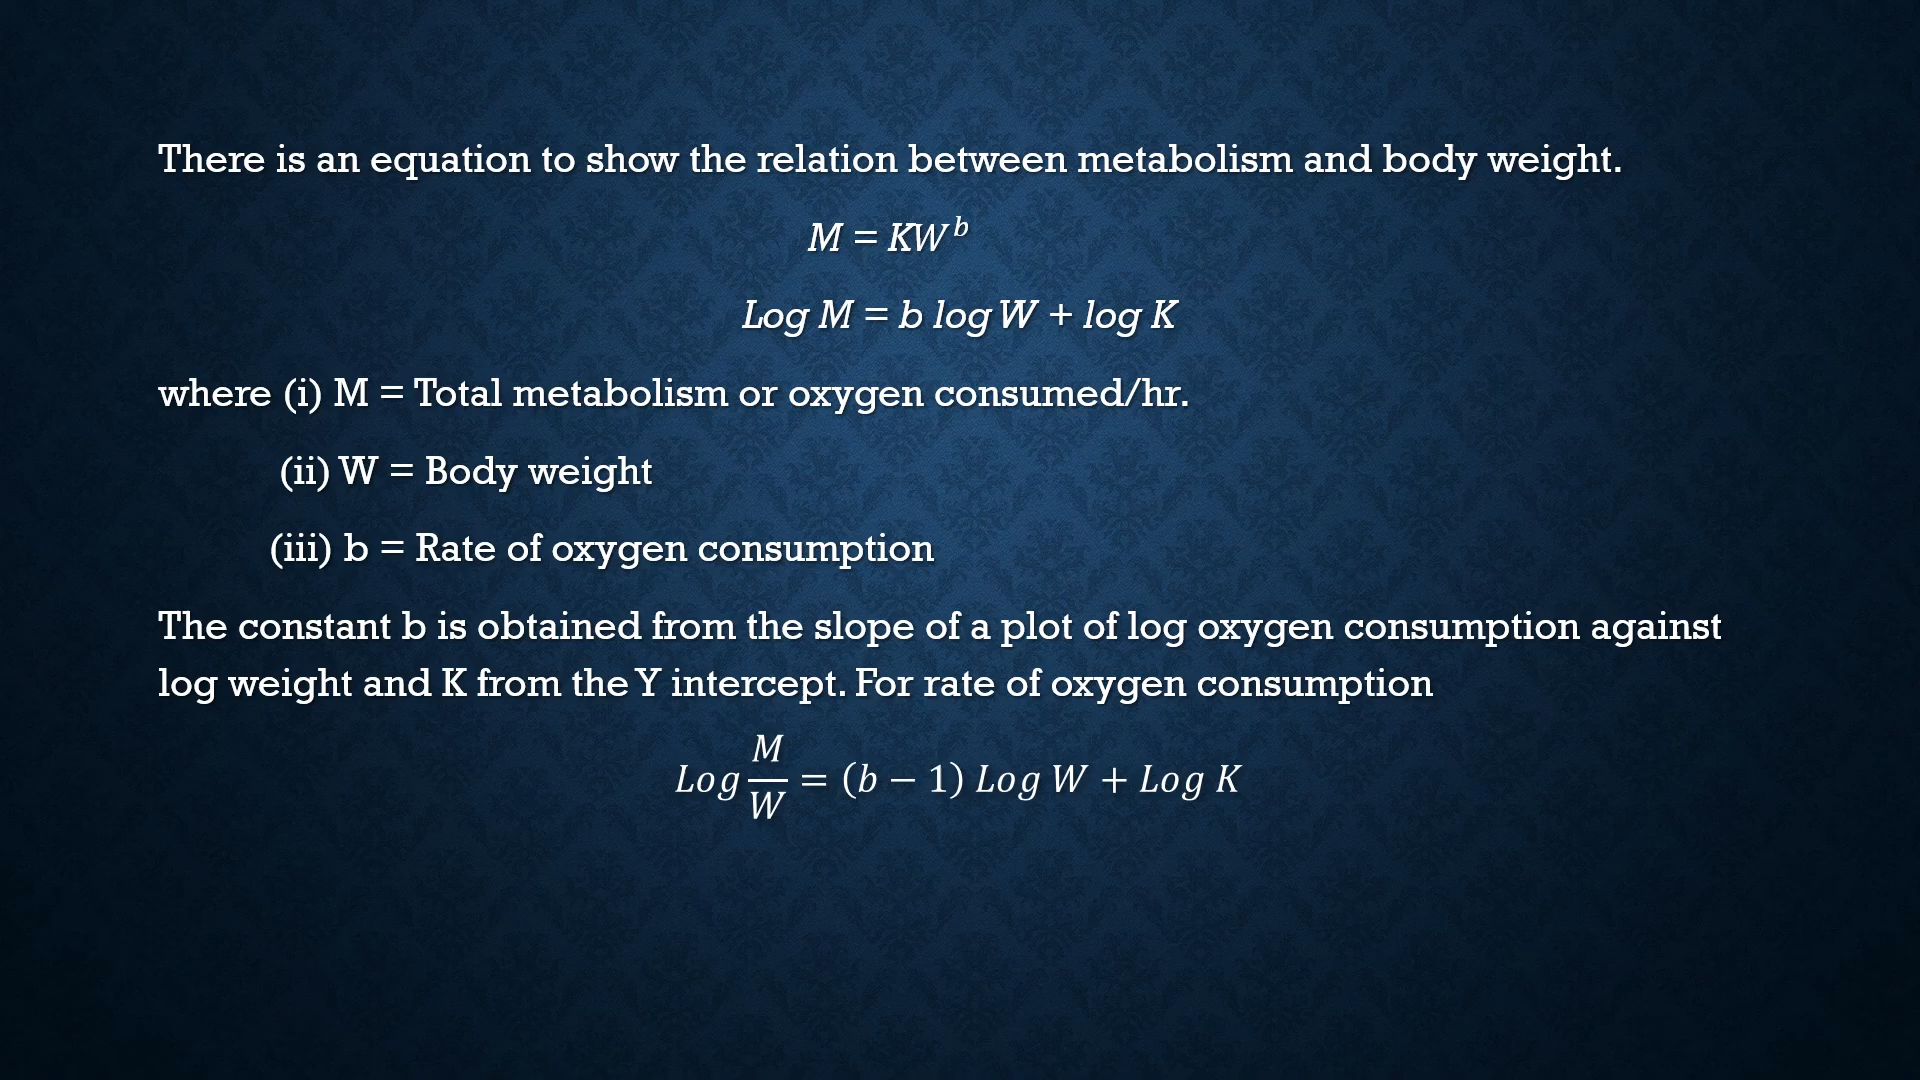 There is an equation to show the relation between metabolism and body weight.
M = KW^b
Log M = b log W + log K
where (i) M = Total metabolism or oxygen consumed/hr.
(ii) W = Body weight
(iii) b = Rate of oxygen consumption
The constant b is obtained from the slope of a plot of log oxygen consumption against
log weight and K from the Y intercept. For rate of oxygen consumption
Log M/W = (b − 1) Log W + Log K